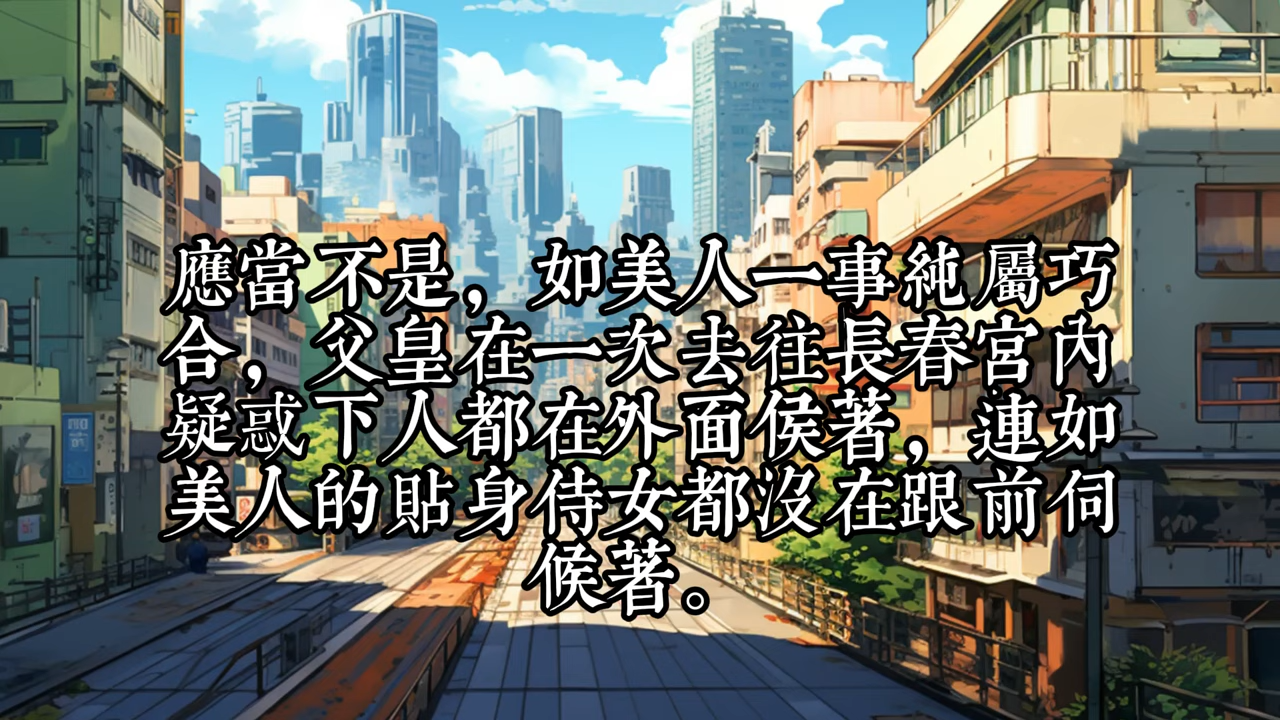 應當不是，如美人一事純屬巧
合，父皇在一次去往長春宮內
疑惑下人都在外面侯著，連如
美人的貼身侍女都沒在跟前伺
候著。